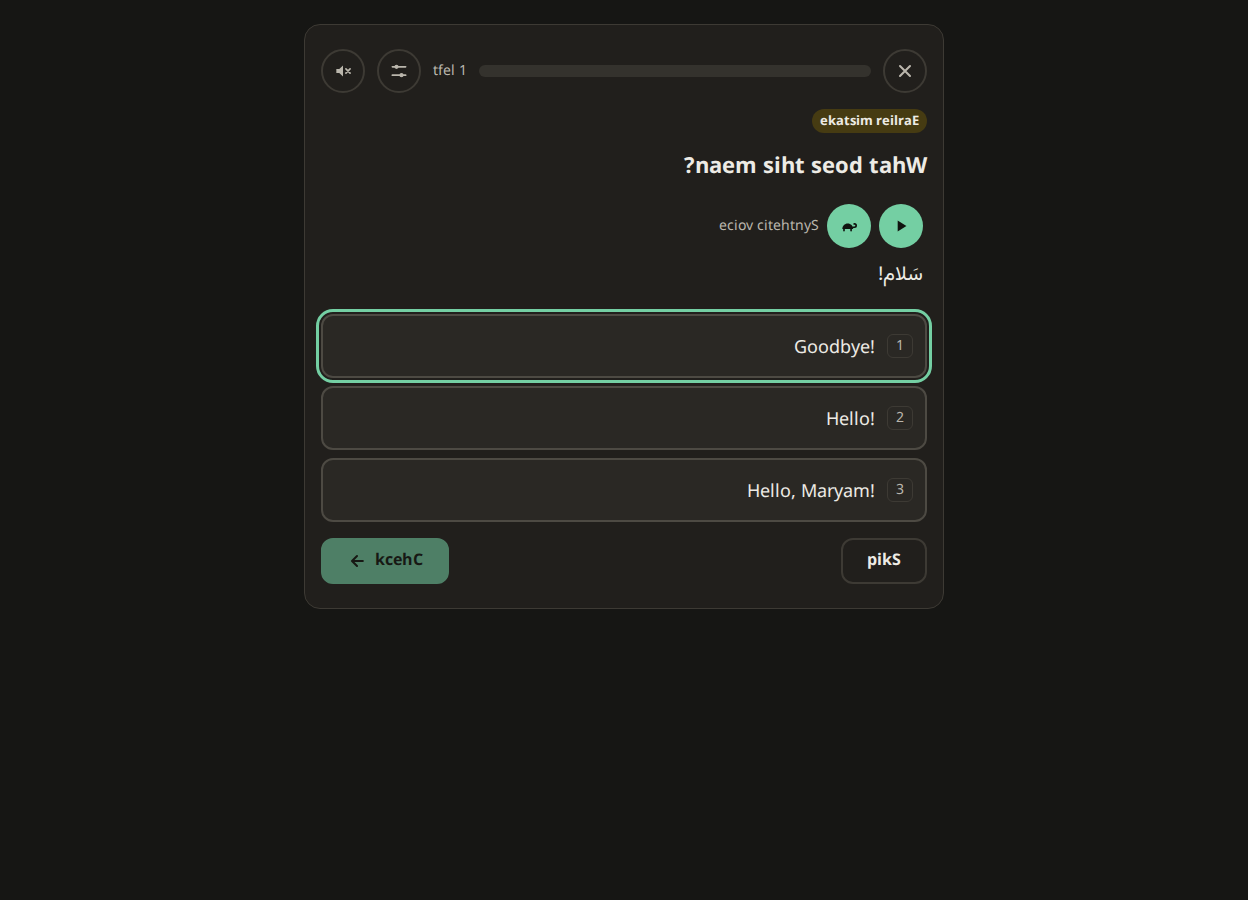 tfel 1
ekatsim reilraE
?naem siht seod tahW
eciov citehtnyS
سَلام!
1 Goodbye!
2 Hello!
3 Hello, Maryam!
pikS
kcehC